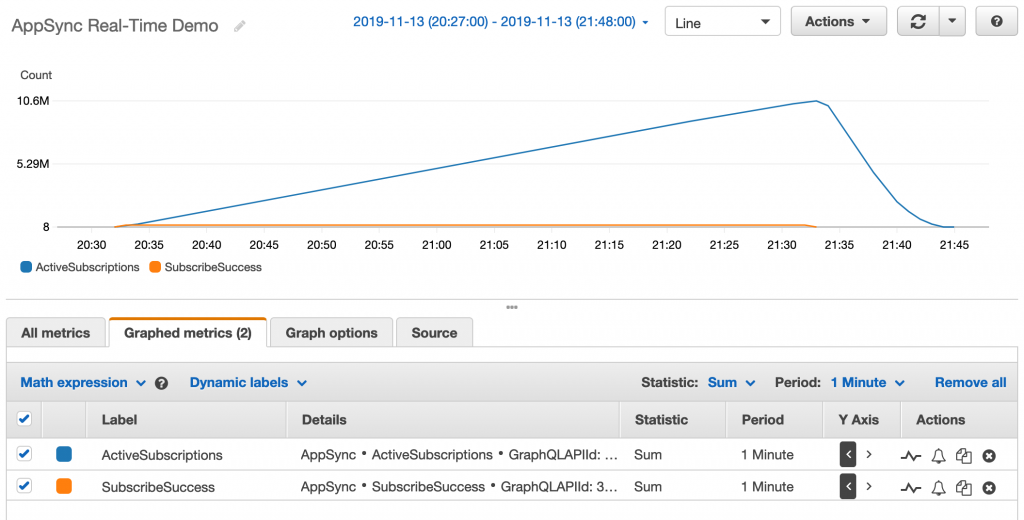 AppSync Real-Time Demo 2019-11-13 (20:27:00) - 2019-11-13 (21:48:00) Line Actions ?
Count
10.6M
5.29M
8
20:30 20:35 20:40 20:45 20:50 20:55 21:00 21:05 21:10 21:15 21:20 21:25 21:30 21:35 21:40 21:45
ActiveSubscriptions SubscribeSuccess
All metrics Graphed metrics (2) Graph options Source
Math expression ? Dynamic labels Statistic: Sum Period: 1 Minute Remove all
Label Details Statistic Period Y Axis Actions
ActiveSubscriptions AppSync • ActiveSubscriptions • GraphQLAPIId: ... Sum 1 Minute < >
SubscribeSuccess AppSync • SubscribeSuccess • GraphQLAPIId: 3... Sum 1 Minute < >